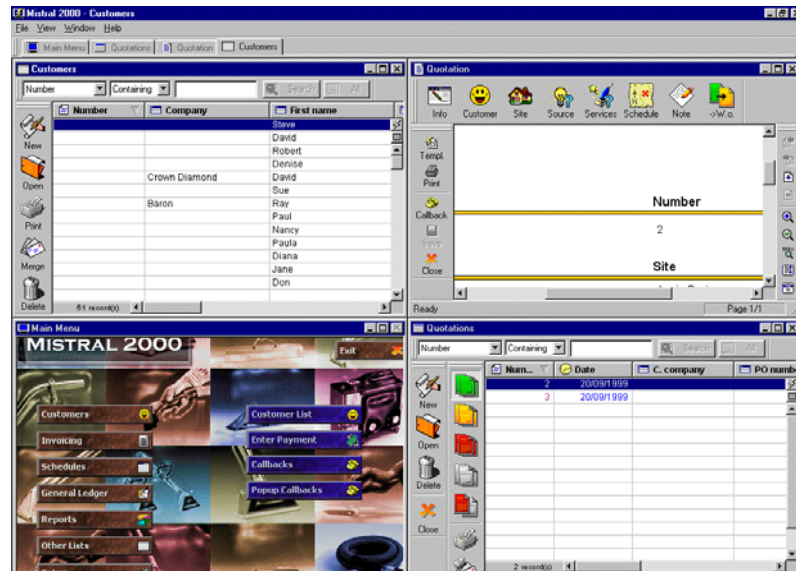 Mistral 2000 - Customers
File View Window Help
Main Menu Quotations Quotation Customers
Customers
Number Containing Search All
Number Company First name
New
Open
Print
Merge
Delete
Steve
David
Robert
Denise
Crown Diamond David
Sue
Baron Ray
Paul
Nancy
Paula
Diana
Jane
Don
61 record(s)
Quotation
Info Customer Site Source Services Schedule Note ->W.o.
Templ.
Print
Callback
Save
Close
Number
2
Site
Ready Page 1/1
Main Menu
MISTRAL 2000
Exit
Customers
Invoicing
Schedules
General Ledger
Reports
Other Lists
Customer List
Enter Payment
Callbacks
Popup Callbacks
Quotations
Number Containing Search All
Num... Date C. company PO numbe
New
Open
Delete
Close
2 20/09/1999
3 20/09/1999
2 record(s)